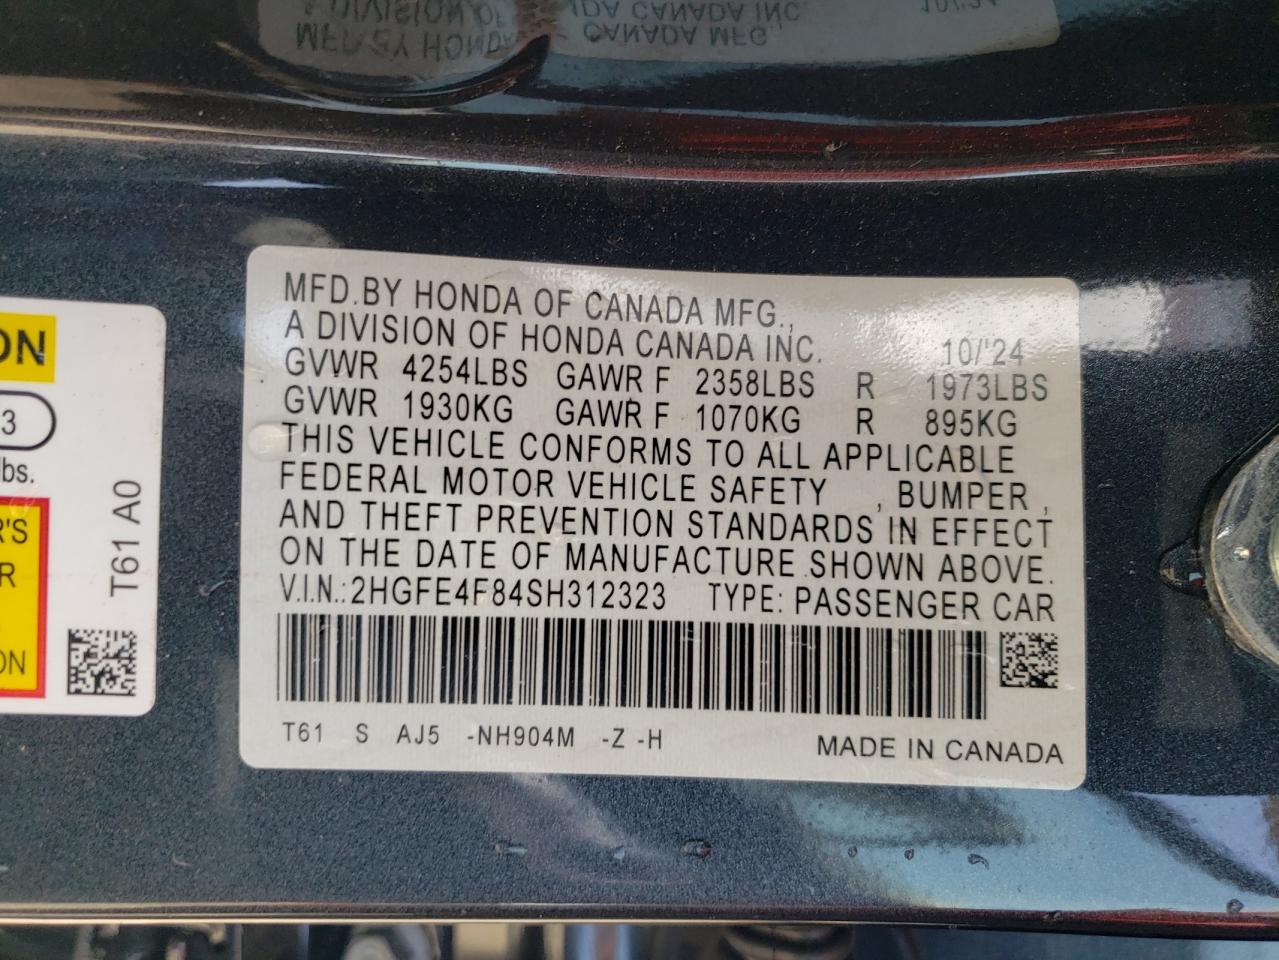 MFD.BY HONDA OF CANADA MFG.,
A DIVISION OF HONDA CANADA INC. 10/'24
GVWR 4254LBS GAWR F 2358LBS R 1973LBS
GVWR 1930KG GAWR F 1070KG R 895KG
THIS VEHICLE CONFORMS TO ALL APPLICABLE
FEDERAL MOTOR VEHICLE SAFETY , BUMPER ,
AND THEFT PREVENTION STANDARDS IN EFFECT
ON THE DATE OF MANUFACTURE SHOWN ABOVE.
V.I.N.: 2HGFE4F84SH312323 TYPE: PASSENGER CAR
T61 S AJ5 -NH904M -Z -H MADE IN CANADA
ON
3
lbs.
R'S
R
ON
T61 A0